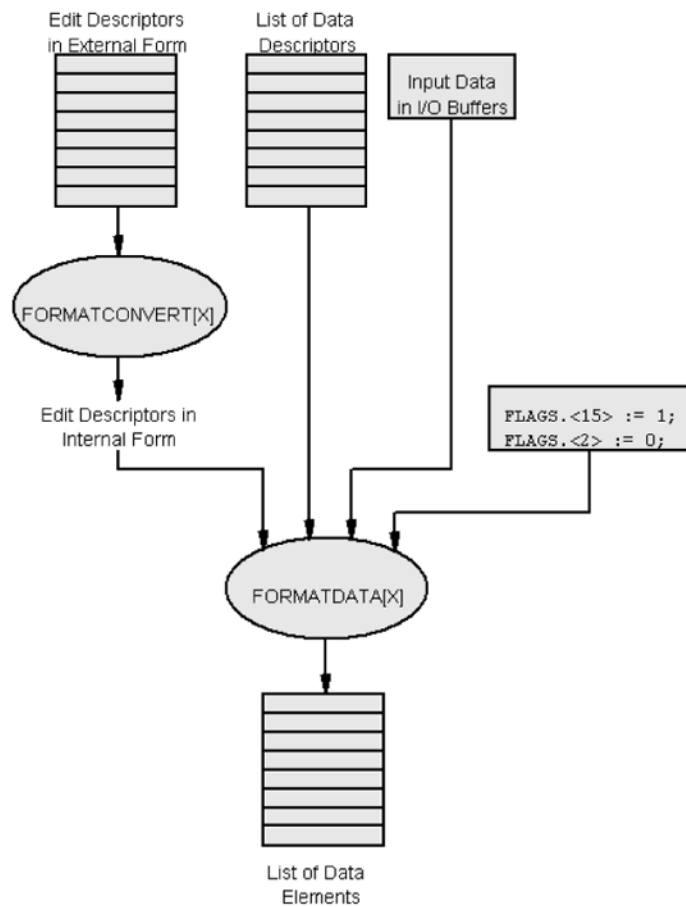 Edit Descriptors
in External Form
List of Data
Descriptors
Input Data
in I/O Buffers
FORMATCONVERT[X]
Edit Descriptors in
Internal Form
FLAGS.<15> := 1;
FLAGS.<2> := 0;
FORMATDATA[X]
List of Data
Elements